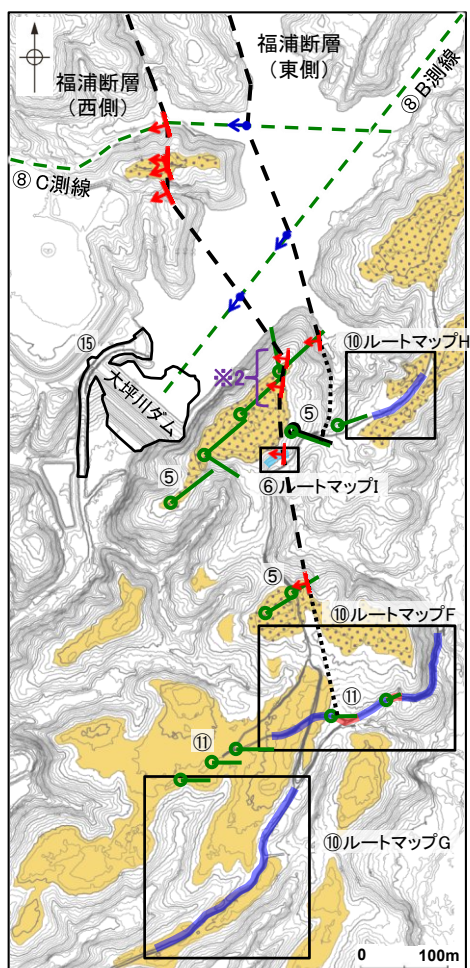 福浦断層
(東側)
福浦断層
(西側)
⑧B測線
⑧C測線
⑮
大坪川ダム
※2
⑩ルートマップH
⑤
⑤
⑥ルートマップI
⑤
⑩ルートマップF
⑪
⑪
⑩ルートマップG
0 100m